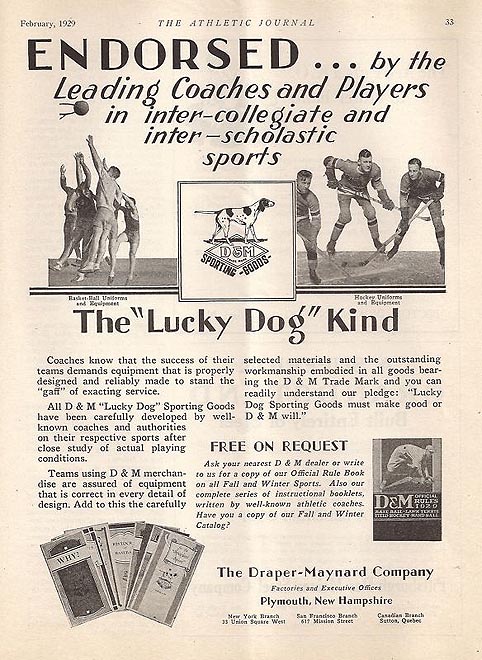 February, 1929
THE ATHLETIC JOURNAL
33
ENDORSED ... by the
Leading Coaches and Players
in inter-collegiate and
inter-scholastic
sports
D&M
SPORTING GOODS
Basket-Ball Uniforms
and Equipment
Hockey Uniforms
and Equipment
The "Lucky Dog" Kind
Coaches know that the success of their
teams demands equipment that is properly
designed and reliably made to stand the
"gaff" of exacting service.
All D & M "Lucky Dog" Sporting Goods
have been carefully developed by well-
known coaches and authorities
on their respective sports after
close study of actual playing
conditions.
Teams using D & M merchan-
dise are assured of equipment
that is correct in every detail of
design. Add to this the carefully
selected materials and the outstanding
workmanship embodied in all goods bear-
ing the D & M Trade Mark and you can
readily understand our pledge: "Lucky
Dog Sporting Goods must make good or
D & M will."
FREE ON REQUEST
Ask your nearest D & M dealer or write
to us for a copy of our Official Rule Book
on all Fall and Winter Sports. Also our
complete series of instructional booklets,
written by well-known athletic coaches.
Have you a copy of our Fall and Winter
Catalog?
D&M OFFICIAL
RULES
1929
BASE BALL-LAWN TENNIS
FIELD HOCKEY-HAND BALL
WHY?
The Draper-Maynard Company
Factories and Executive Offices
Plymouth, New Hampshire
New York Branch
33 Union Square West
San Francisco Branch
617 Mission Street
Canadian Branch
Sutton, Quebec